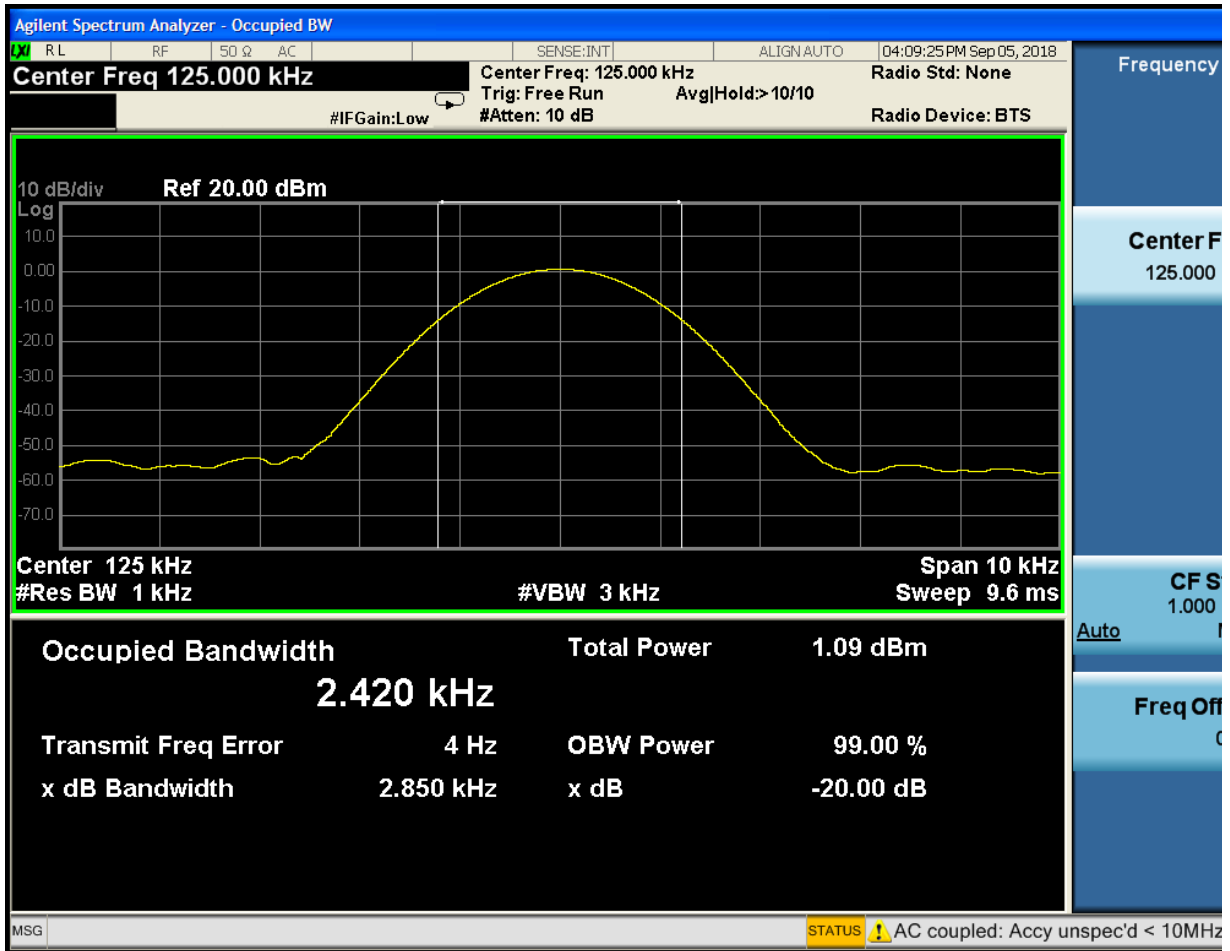 Agilent Spectrum Analyzer - Occupied BW
LXI RL RF 50 Ω AC SENSE:INT ALIGN AUTO 04:09:25 PM Sep 05, 2018
Center Freq 125.000 kHz
Center Freq: 125.000 kHz Radio Std: None
Trig: Free Run Avg|Hold:>10/10
#IFGain:Low #Atten: 10 dB Radio Device: BTS
10 dB/div Ref 20.00 dBm
Log
10.0
0.00
-10.0
-20.0
-30.0
-40.0
-50.0
-60.0
-70.0
Center 125 kHz Span 10 kHz
#Res BW 1 kHz #VBW 3 kHz Sweep 9.6 ms
Occupied Bandwidth Total Power 1.09 dBm
2.420 kHz
Transmit Freq Error 4 Hz OBW Power 99.00 %
x dB Bandwidth 2.850 kHz x dB -20.00 dB
Frequency
Center F
125.000
CF S
1.000
Auto
Freq Off
MSG STATUS AC coupled: Accy unspec'd < 10MHz